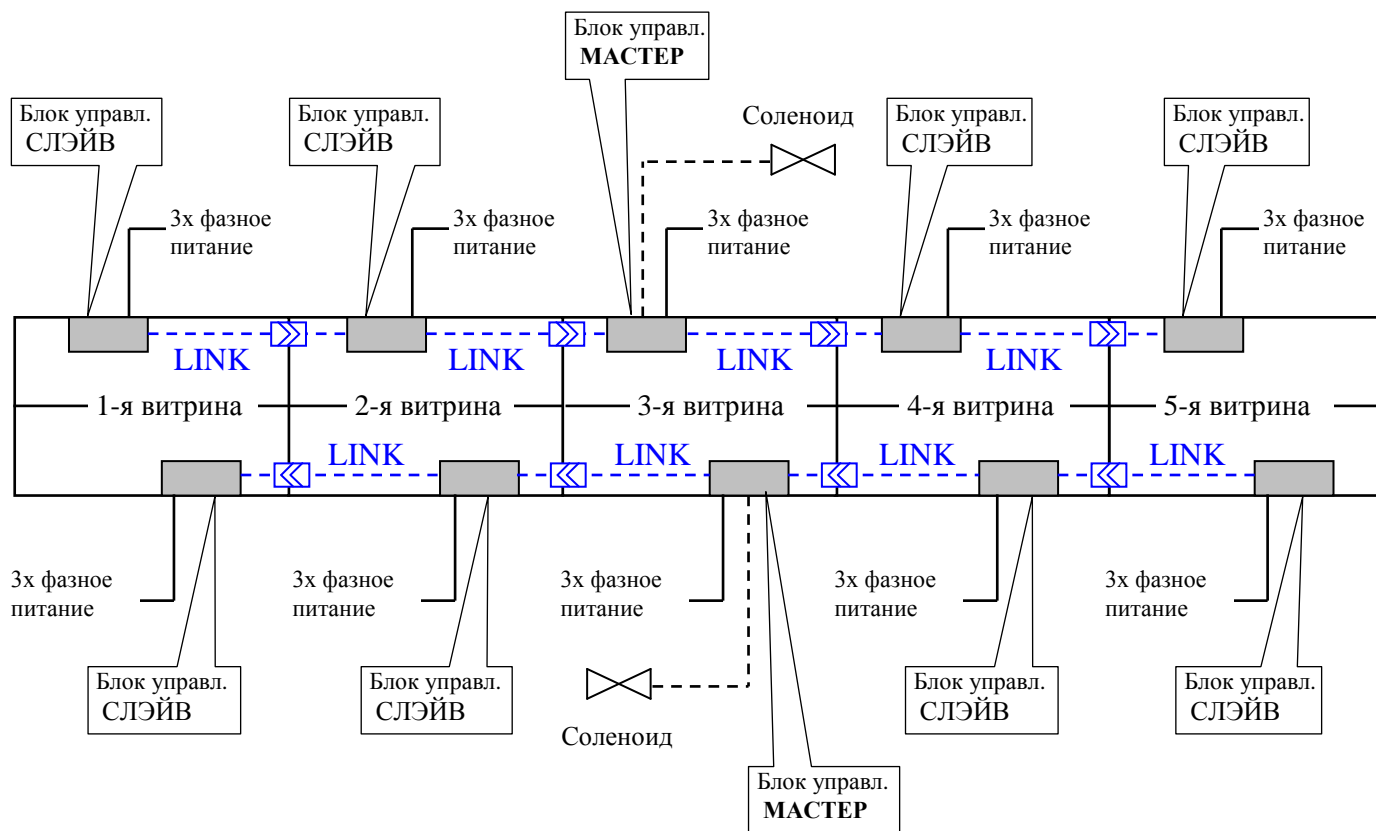 Блок управл.
МАСТЕР
Блок управл.
СЛЭЙВ
Блок управл.
СЛЭЙВ
Соленоид
Блок управл.
СЛЭЙВ
Блок управл.
СЛЭЙВ
3х фазное
питание
3х фазное
питание
3х фазное
питание
3х фазное
питание
3х фазное
питание
LINK
LINK
LINK
LINK
1-я витрина
2-я витрина
3-я витрина
4-я витрина
5-я витрина
LINK
LINK
LINK
LINK
3х фазное
питание
3х фазное
питание
3х фазное
питание
3х фазное
питание
3х фазное
питание
Блок управл.
СЛЭЙВ
Блок управл.
СЛЭЙВ
Соленоид
Блок управл.
СЛЭЙВ
Блок управл.
СЛЭЙВ
Блок управл.
МАСТЕР